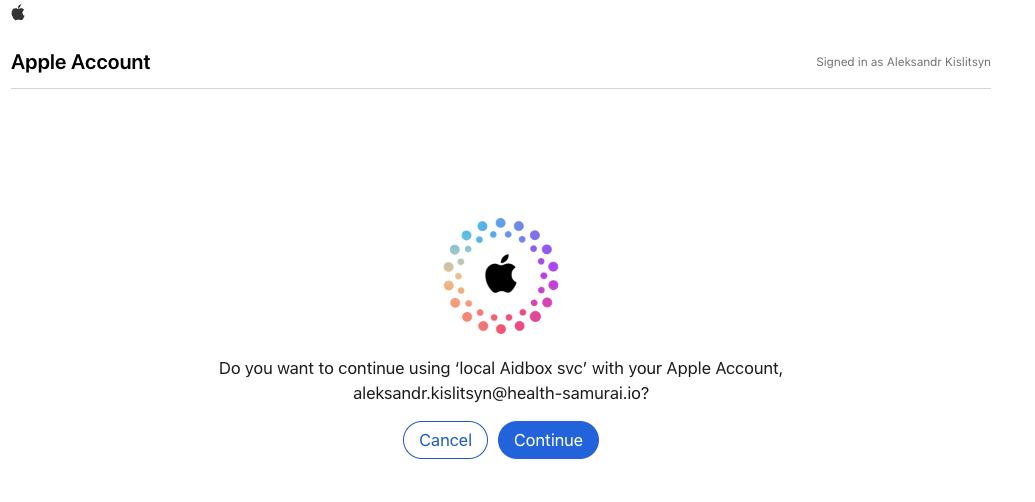 Apple Account
Signed in as Aleksandr Kislitsyn
Do you want to continue using ‘local Aidbox svc’ with your Apple Account,
aleksandr.kislitsyn@health-samurai.io?
Cancel
Continue